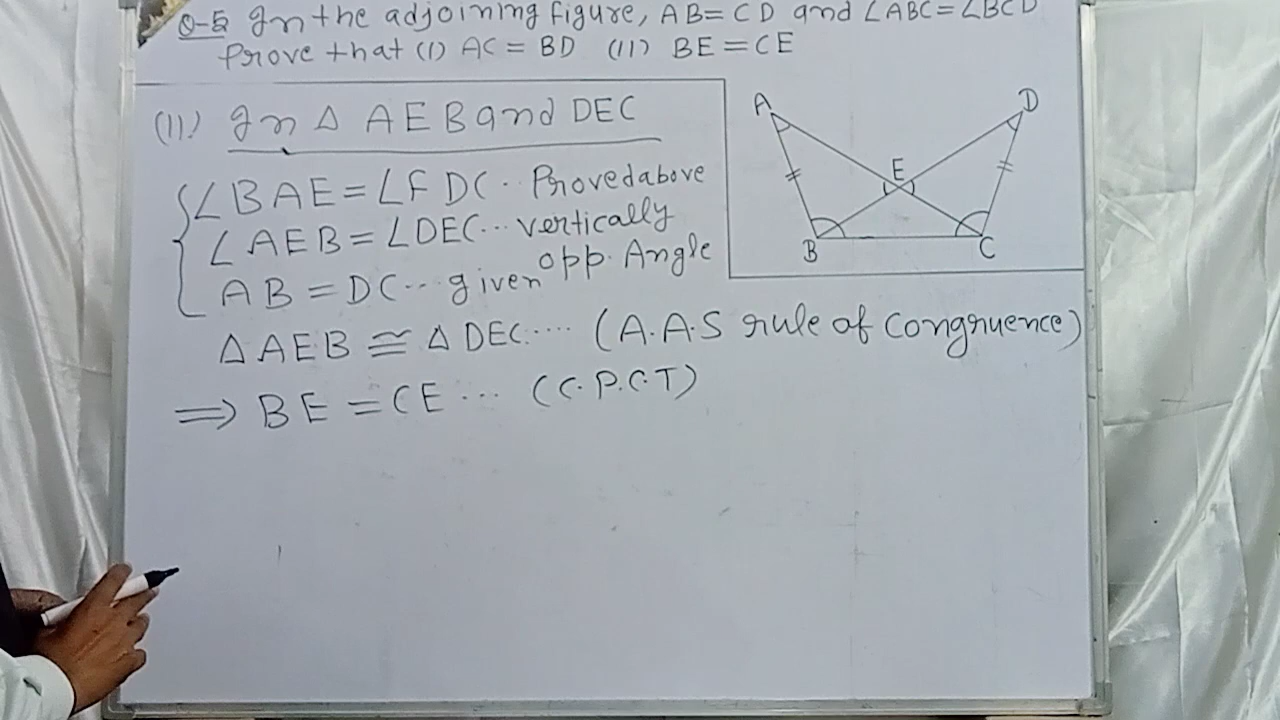 Q-5 In the adjoining figure, AB = CD and ∠ABC = ∠BCD
Prove that (I) AC = BD (II) BE = CE
(II) In △ AEB and DEC
∠BAE = ∠FDC .. Proved above
∠AEB = ∠DEC ... vertically
opp. Angle
AB = DC ... given
△AEB ≅ △DEC ..... (A.A.S rule of Congruence)
⟹ BE = CE ... (C.P.C.T)
A
D
E
B
C